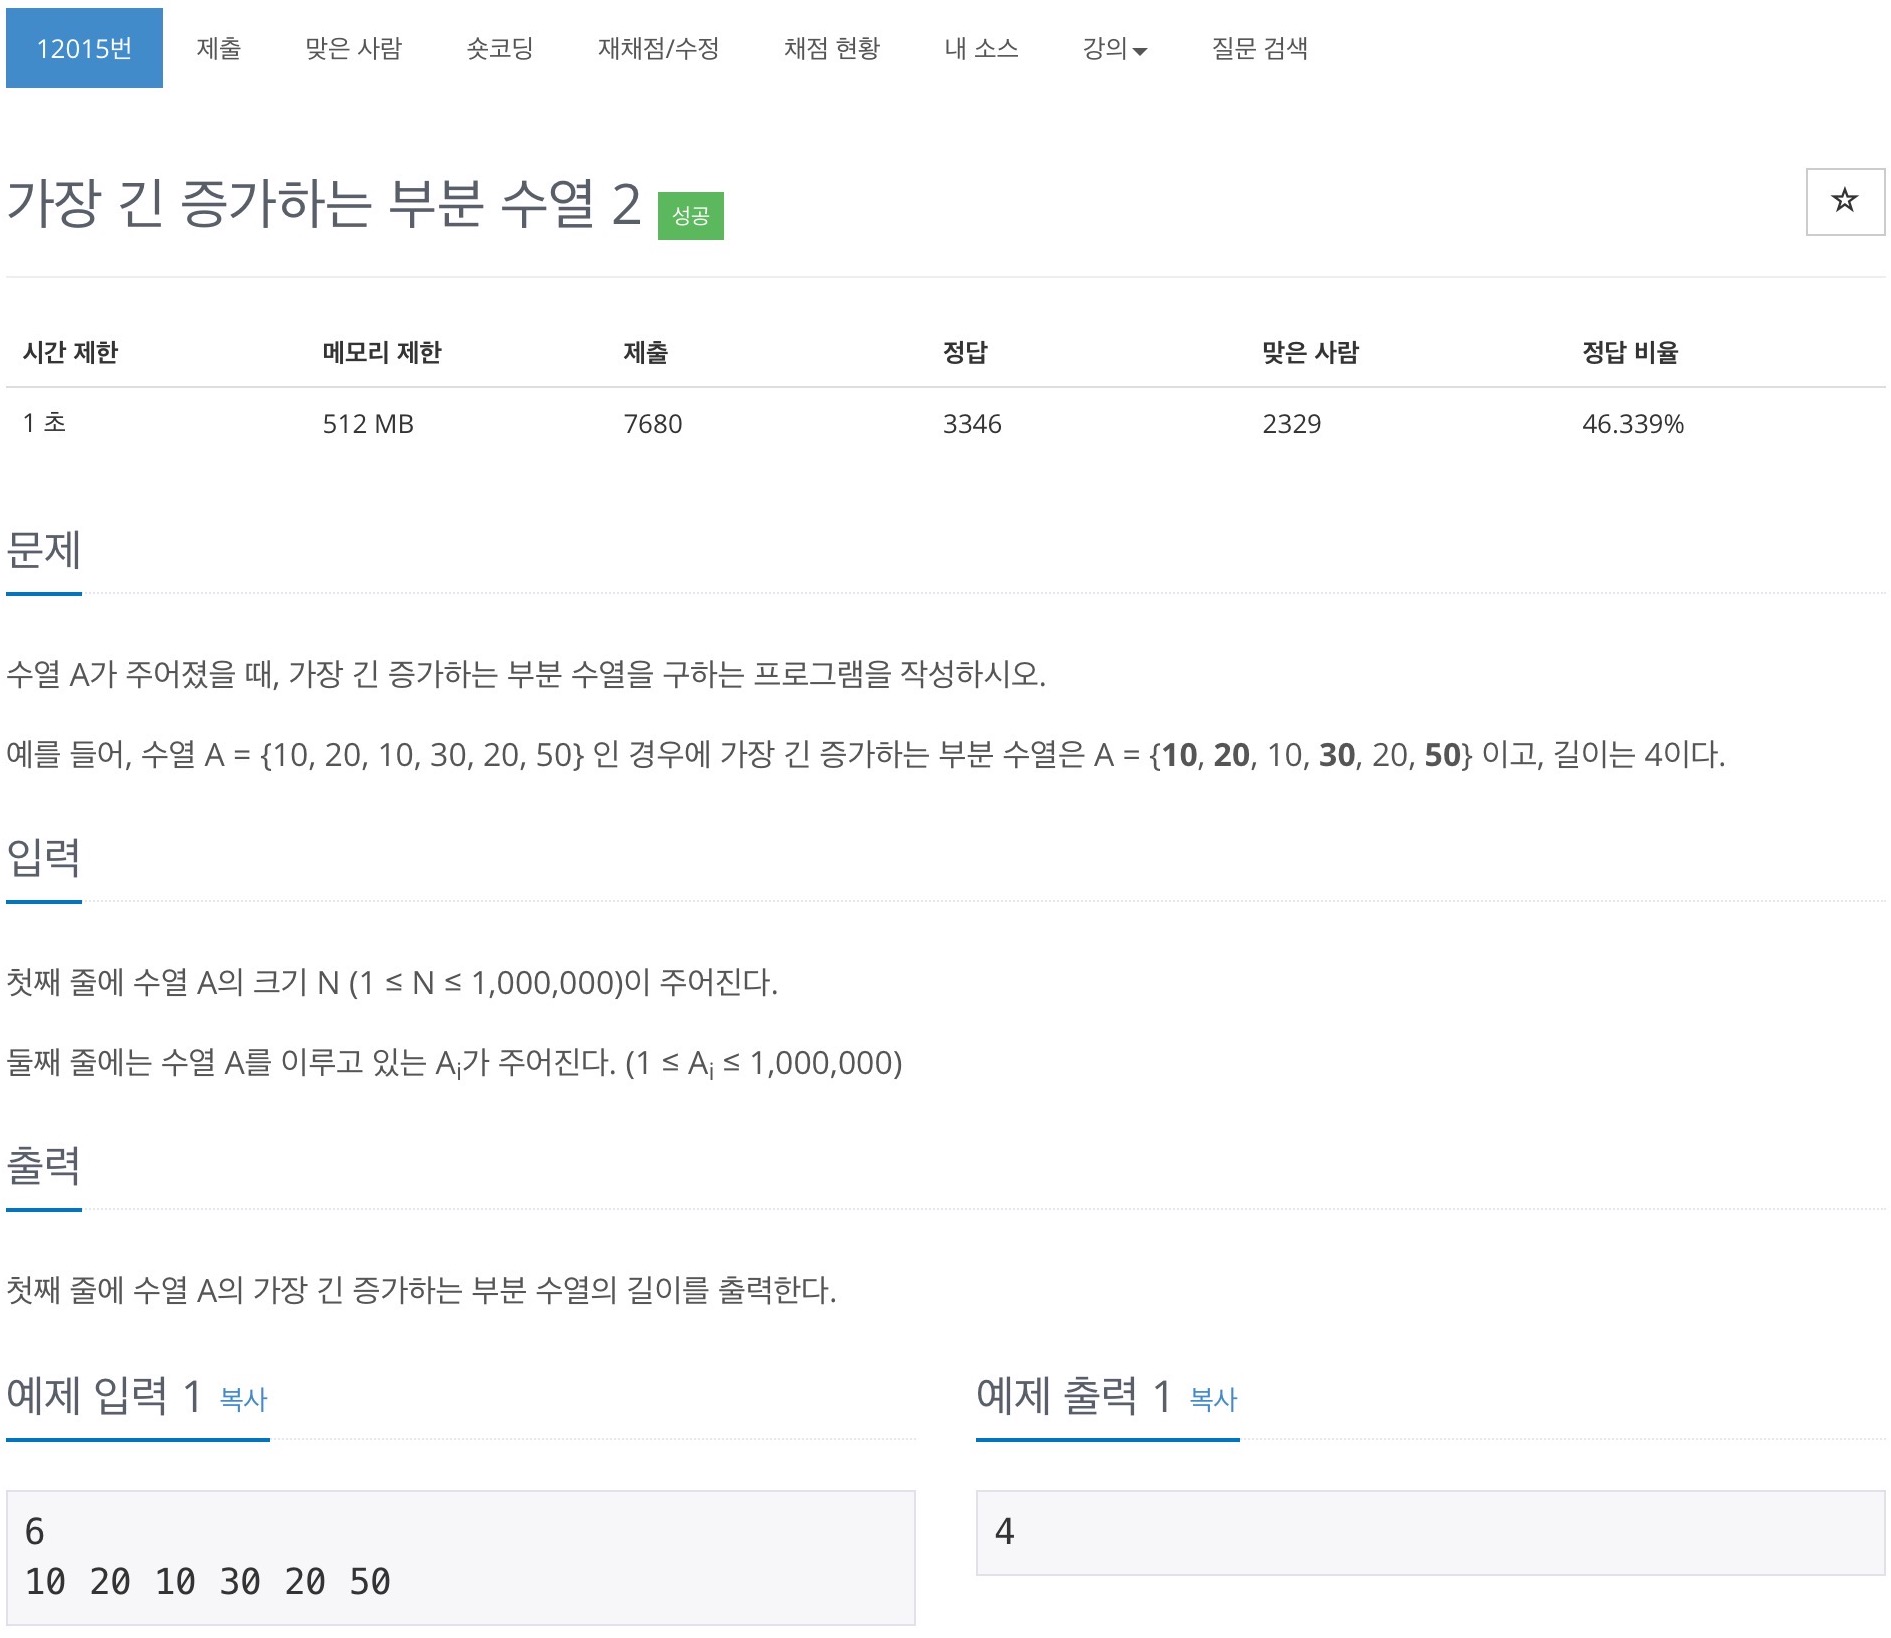 12015번 제출 맞은 사람 숏코딩 재채점/수정 채점 현황 내 소스 강의 질문 검색
가장 긴 증가하는 부분 수열 2 성공
시간 제한 메모리 제한 제출 정답 맞은 사람 정답 비율
1 초 512 MB 7680 3346 2329 46.339%
문제
수열 A가 주어졌을 때, 가장 긴 증가하는 부분 수열을 구하는 프로그램을 작성하시오.
예를 들어, 수열 A = {10, 20, 10, 30, 20, 50} 인 경우에 가장 긴 증가하는 부분 수열은 A = {10, 20, 10, 30, 20, 50} 이고, 길이는 4이다.
입력
첫째 줄에 수열 A의 크기 N (1 ≤ N ≤ 1,000,000)이 주어진다.
둘째 줄에는 수열 A를 이루고 있는 Ai가 주어진다. (1 ≤ Ai ≤ 1,000,000)
출력
첫째 줄에 수열 A의 가장 긴 증가하는 부분 수열의 길이를 출력한다.
예제 입력 1 복사
6
10 20 10 30 20 50
예제 출력 1 복사
4